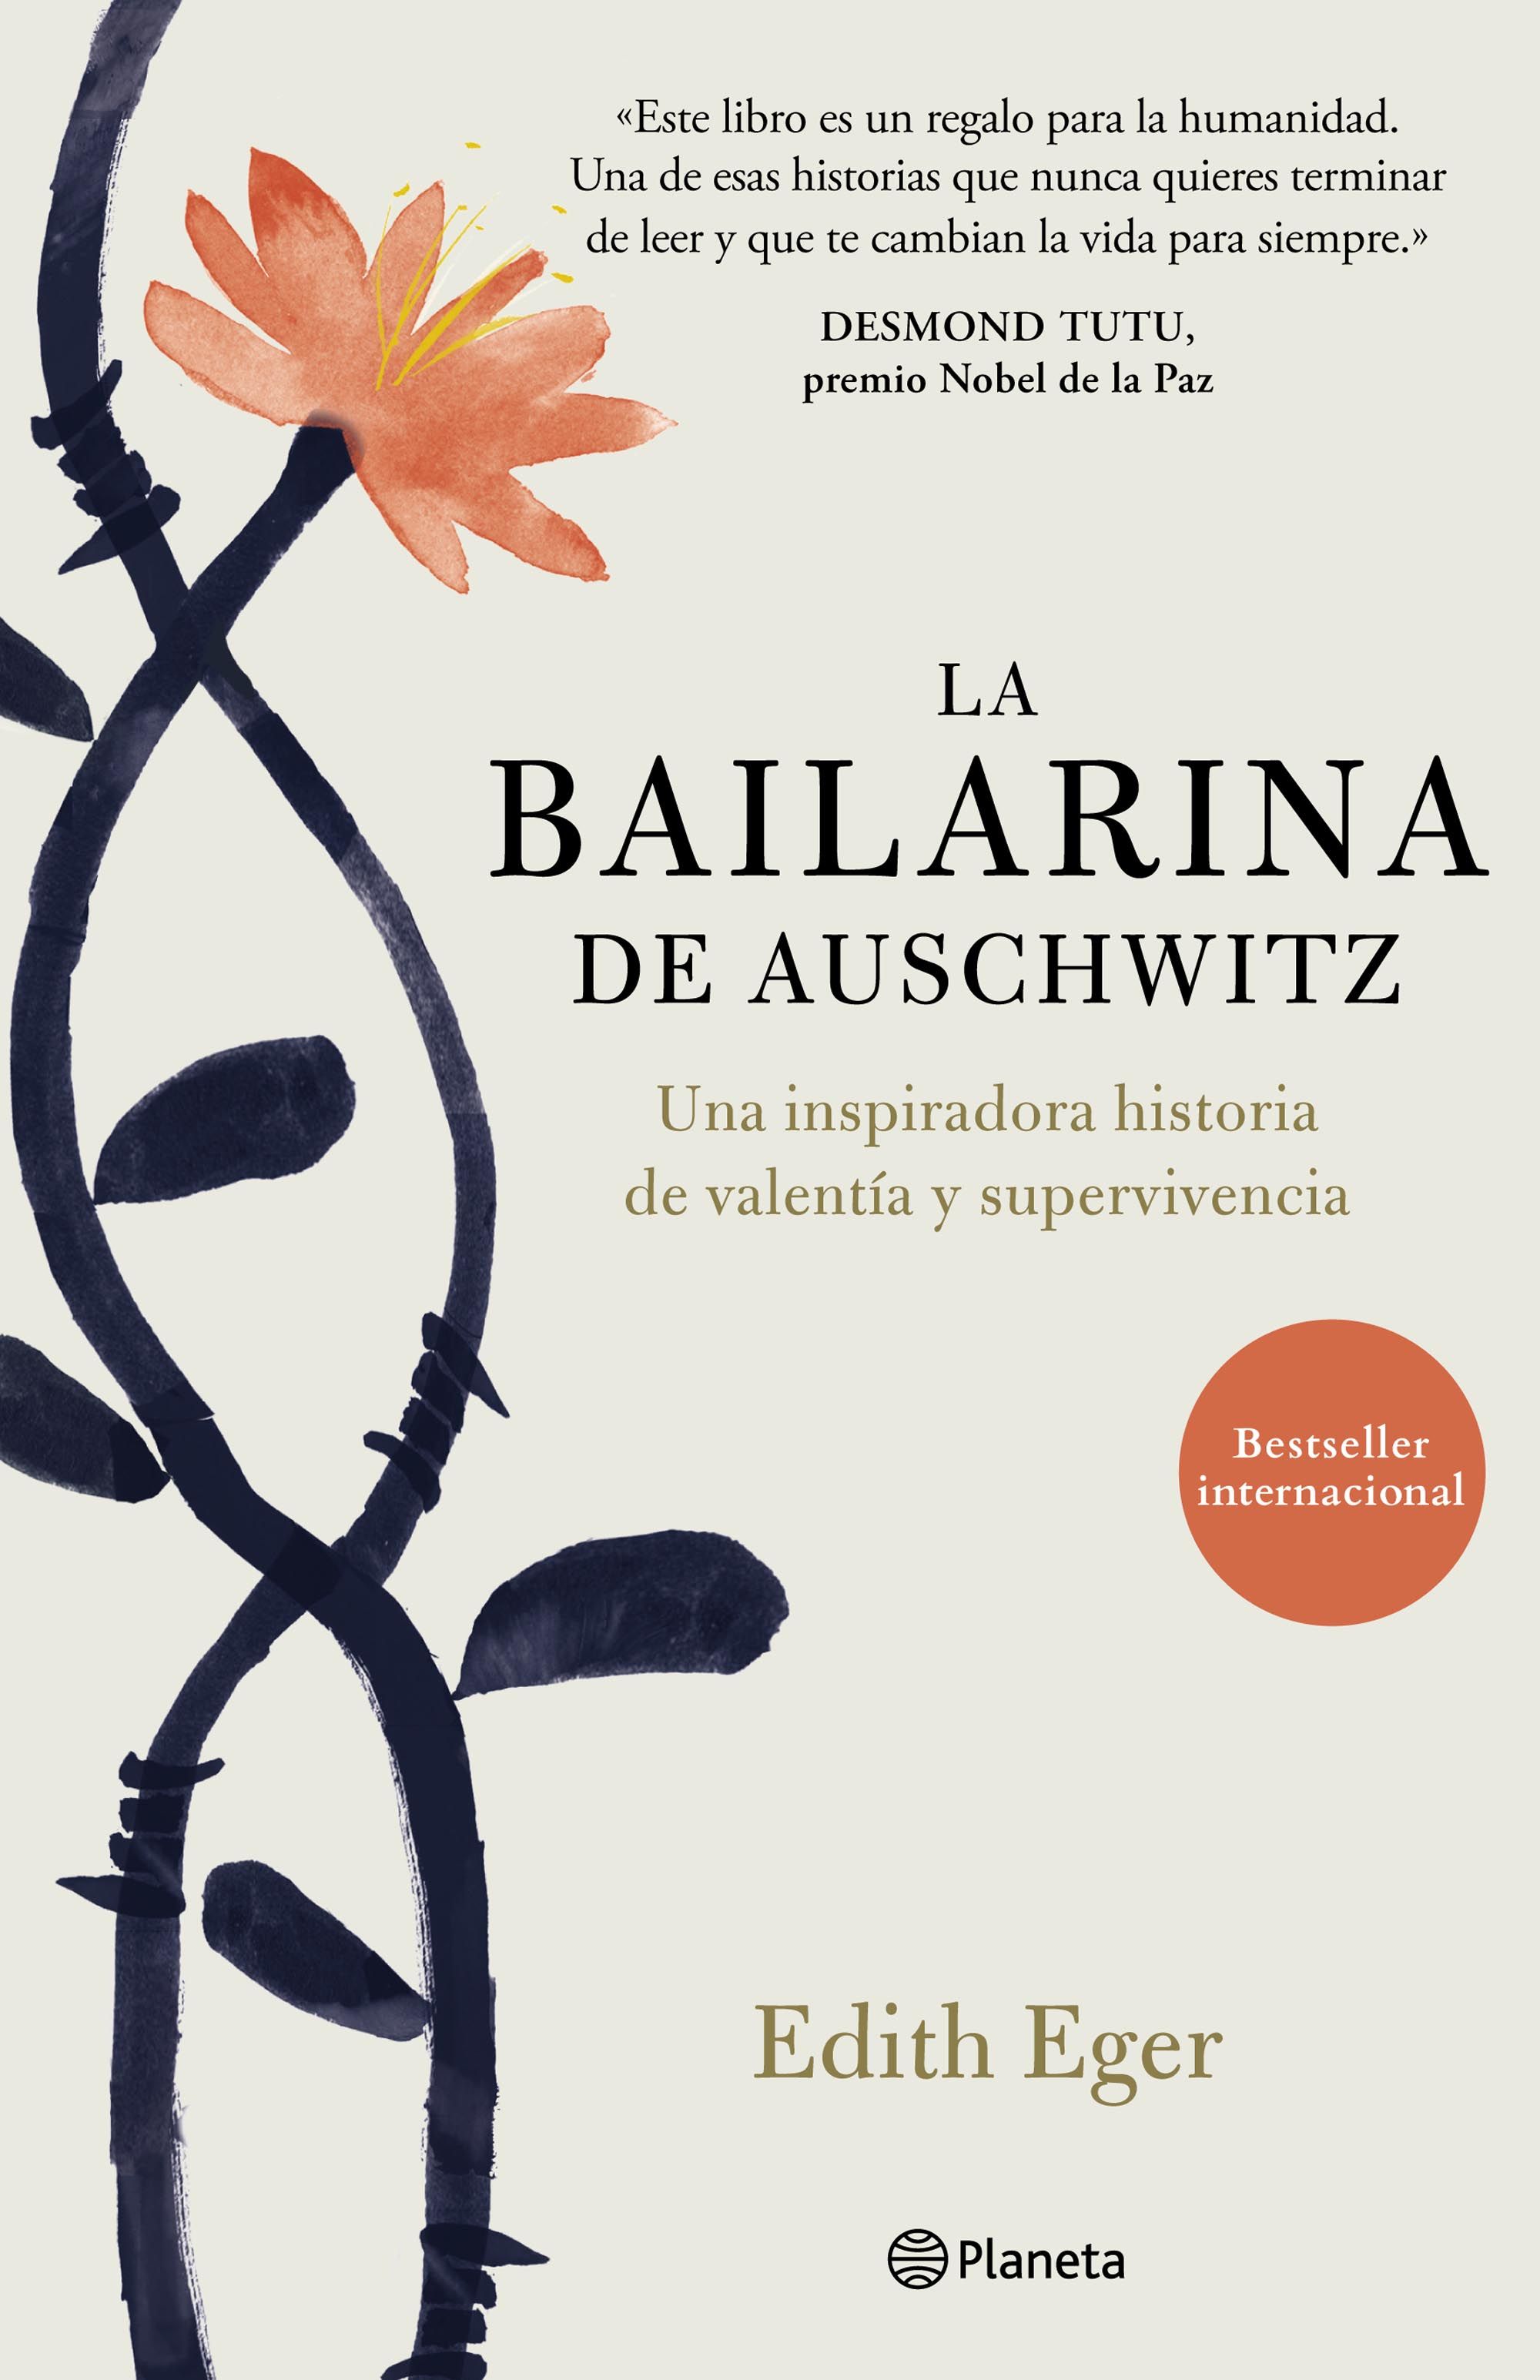 «Este libro es un regalo para la humanidad.
Una de esas historias que nunca quieres terminar
de leer y que te cambian la vida para siempre.»
DESMOND TUTU,
premio Nobel de la Paz
LA
BAILARINA
DE AUSCHWITZ
Una inspiradora historia
de valentía y supervivencia
Bestseller
internacional
Edith Eger
Planeta